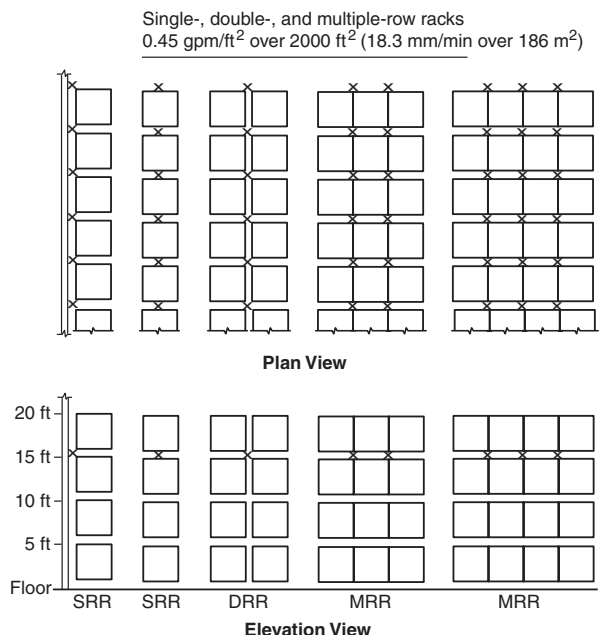 Single-, double-, and multiple-row racks
0.45 gpm/ft² over 2000 ft² (18.3 mm/min over 186 m²)
Plan View
20 ft
15 ft
10 ft
5 ft
Floor
SRR SRR DRR MRR MRR
Elevation View